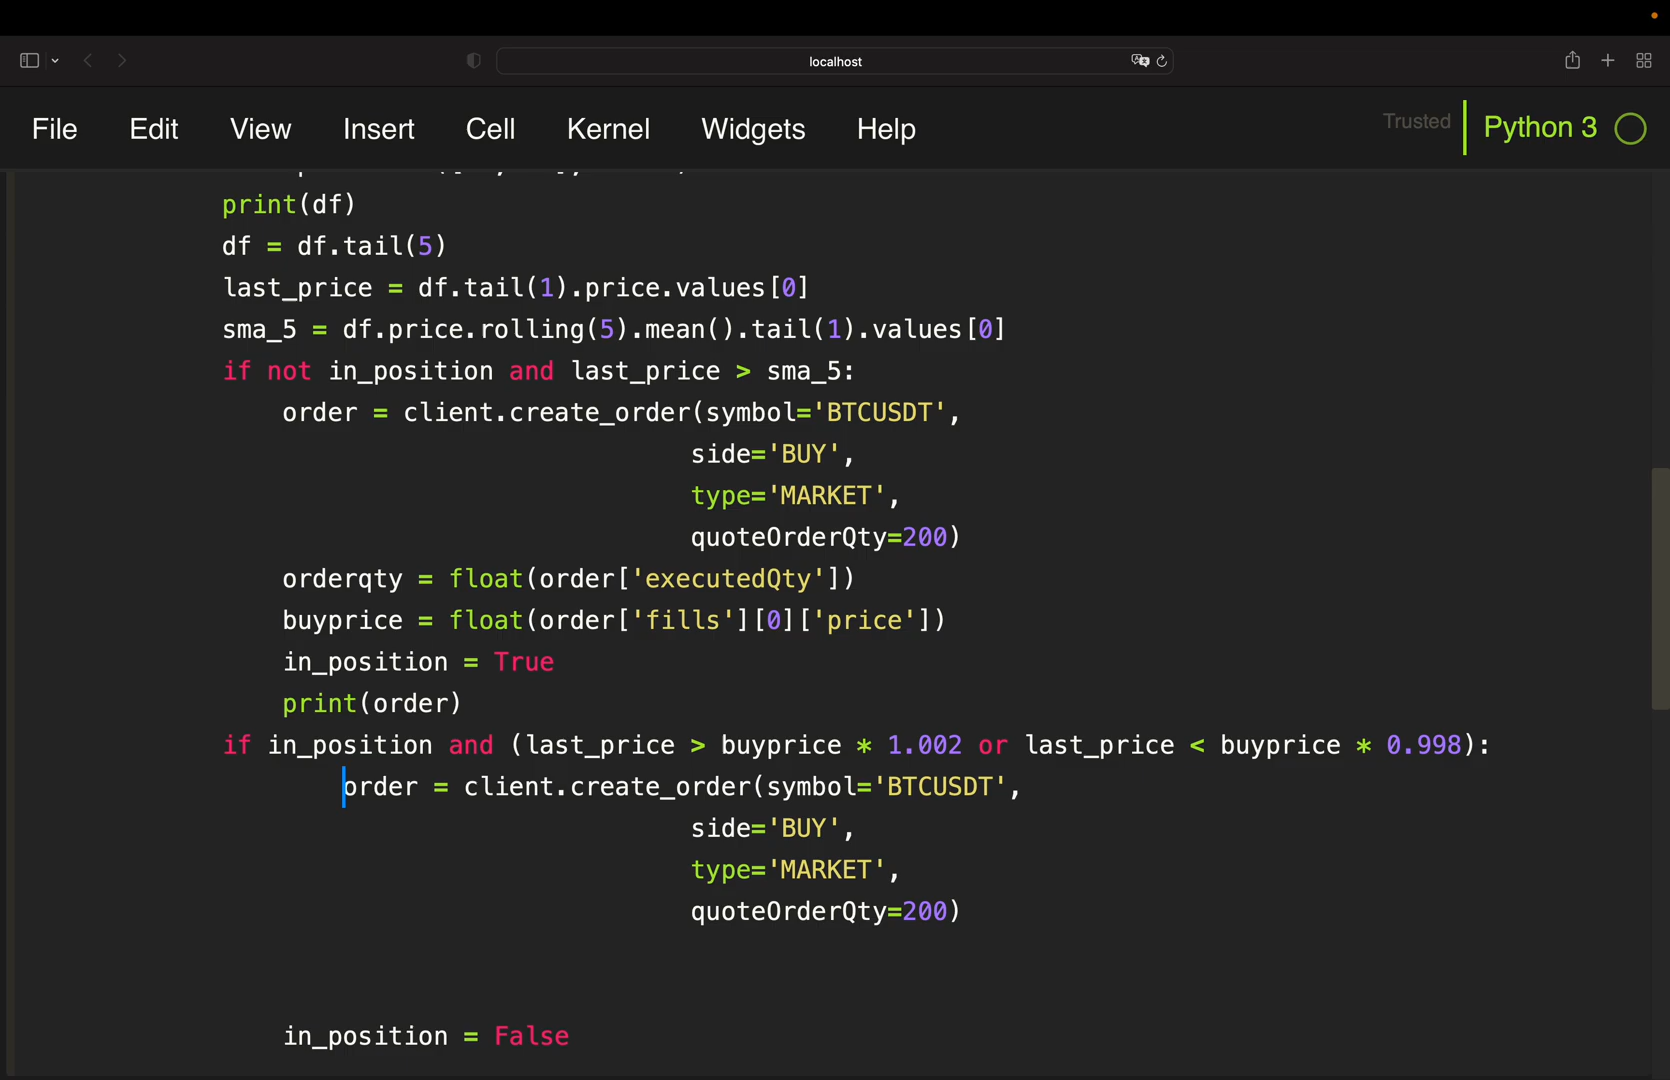 localhost
File Edit View Insert Cell Kernel Widgets Help Trusted Python 3
print(df)
df = df.tail(5)
last_price = df.tail(1).price.values[0]
sma_5 = df.price.rolling(5).mean().tail(1).values[0]
if not in_position and last_price > sma_5:
order = client.create_order(symbol='BTCUSDT',
side='BUY',
type='MARKET',
quoteOrderQty=200)
orderqty = float(order['executedQty'])
buyprice = float(order['fills'][0]['price'])
in_position = True
print(order)
if in_position and (last_price > buyprice * 1.002 or last_price < buyprice * 0.998):
order = client.create_order(symbol='BTCUSDT',
side='BUY',
type='MARKET',
quoteOrderQty=200)
in_position = False